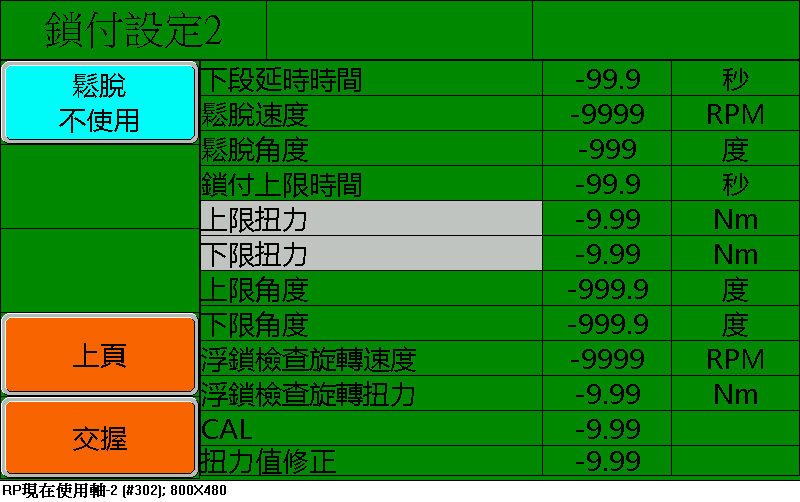 鎖付設定2
鬆脫
不使用
下段延時時間 -99.9 秒
鬆脫速度 -9999 RPM
鬆脫角度 -999 度
鎖付上限時間 -99.9 秒
上限扭力 -9.99 Nm
下限扭力 -9.99 Nm
上限角度 -999.9 度
下限角度 -999.9 度
上頁
浮鎖檢查旋轉速度 -9999 RPM
浮鎖檢查旋轉扭力 -9.99 Nm
交握
CAL -9.99
扭力值修正 -9.99
RP現在使用軸-2 (#302); 800X480